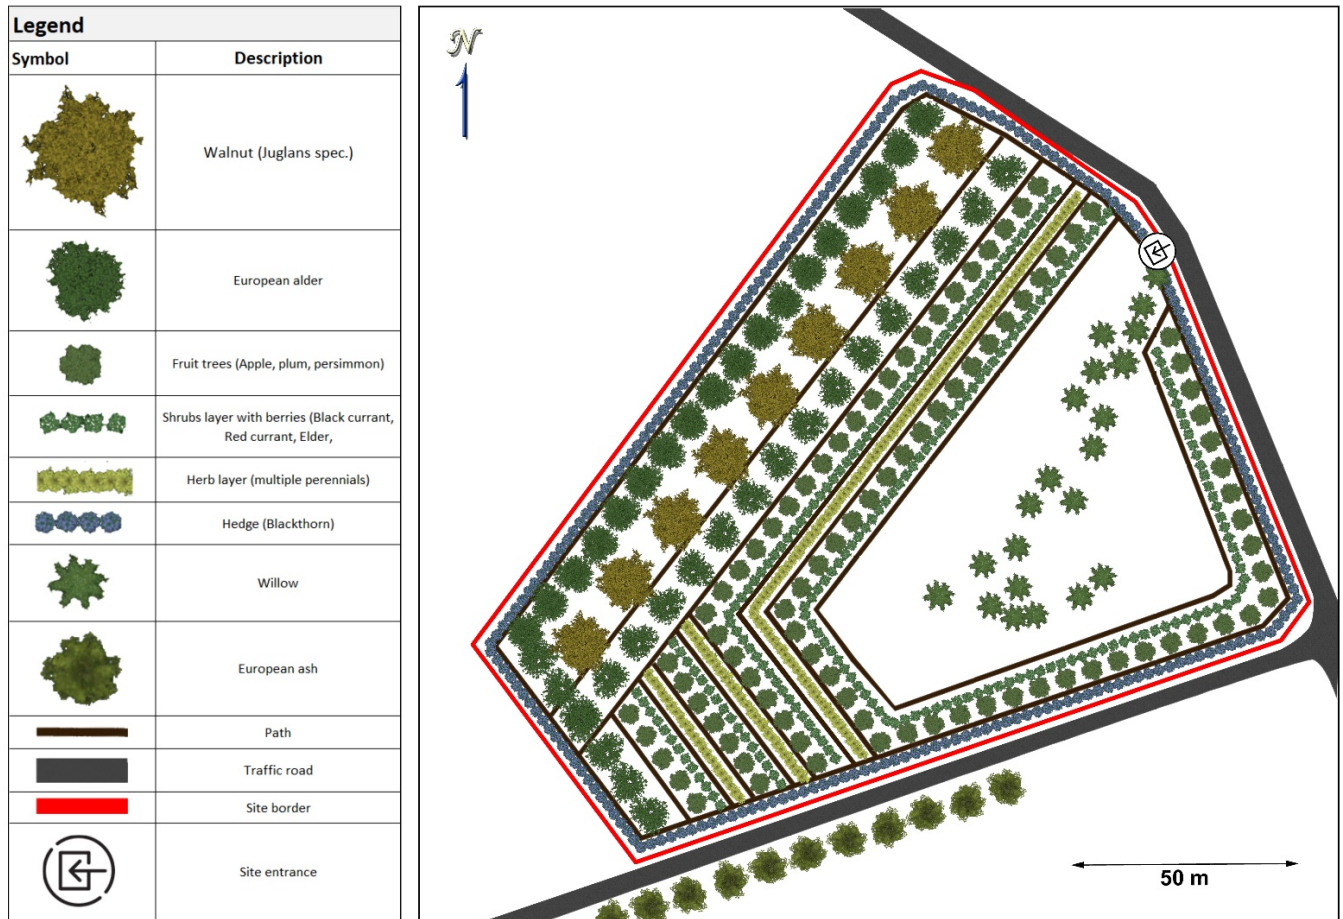 Legend
Symbol Description
Walnut (Juglans spec.)
European alder
Fruit trees (Apple, plum, persimmon)
Shrubs layer with berries (Black currant,
Red currant, Elder,
Herb layer (multiple perennials)
Hedge (Blackthorn)
Willow
European ash
Path
Traffic road
Site border
Site entrance
N
50 m